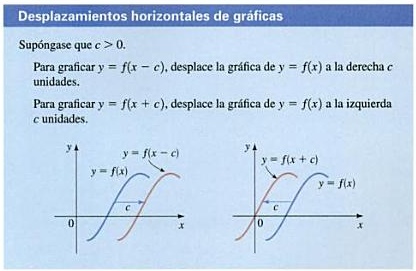 Desplazamientos horizontales de gráficas
Supóngase que c > 0.
Para graficar y = f(x − c), desplace la gráfica de y = f(x) a la derecha c
unidades.
Para graficar y = f(x + c), desplace la gráfica de y = f(x) a la izquierda
c unidades.
y
y = f(x − c)
y = f(x)
c
0
x
y
y = f(x + c)
y = f(x)
c
0
x